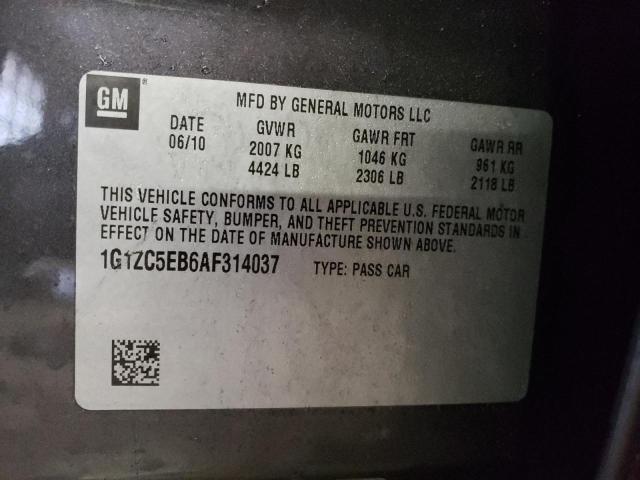 GM ®
MFD BY GENERAL MOTORS LLC
DATE GVWR GAWR FRT GAWR RR
06/10 2007 KG 1046 KG 961 KG
4424 LB 2306 LB 2118 LB
THIS VEHICLE CONFORMS TO ALL APPLICABLE U.S. FEDERAL MOTOR
VEHICLE SAFETY, BUMPER, AND THEFT PREVENTION STANDARDS IN
EFFECT ON THE DATE OF MANUFACTURE SHOWN ABOVE.
1G1ZC5EB6AF314037 TYPE: PASS CAR